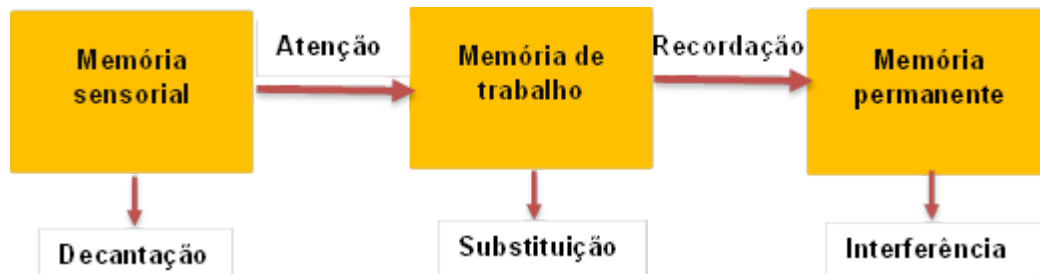 Memória
sensorial
Atenção
Memória de
trabalho
Recordação
Memória
permanente
Decantação
Substituição
Interferência